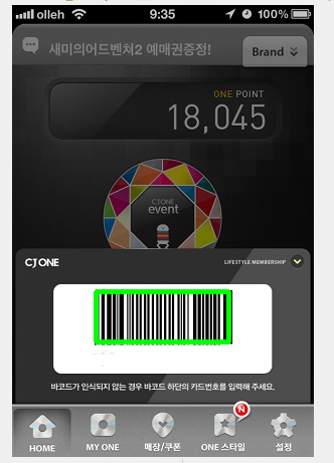 olleh 9:35 100%
새미의어드벤쳐2 예매권증정! Brand
ONE POINT
18,045
CJ ONE
event
CJ ONE LIFESTYLE MEMBERSHIP
바코드가 인식되지 않는 경우 바코드 하단의 카드번호를 입력해 주세요.
N
HOME MY ONE 매장/쿠폰 ONE 스타일 설정